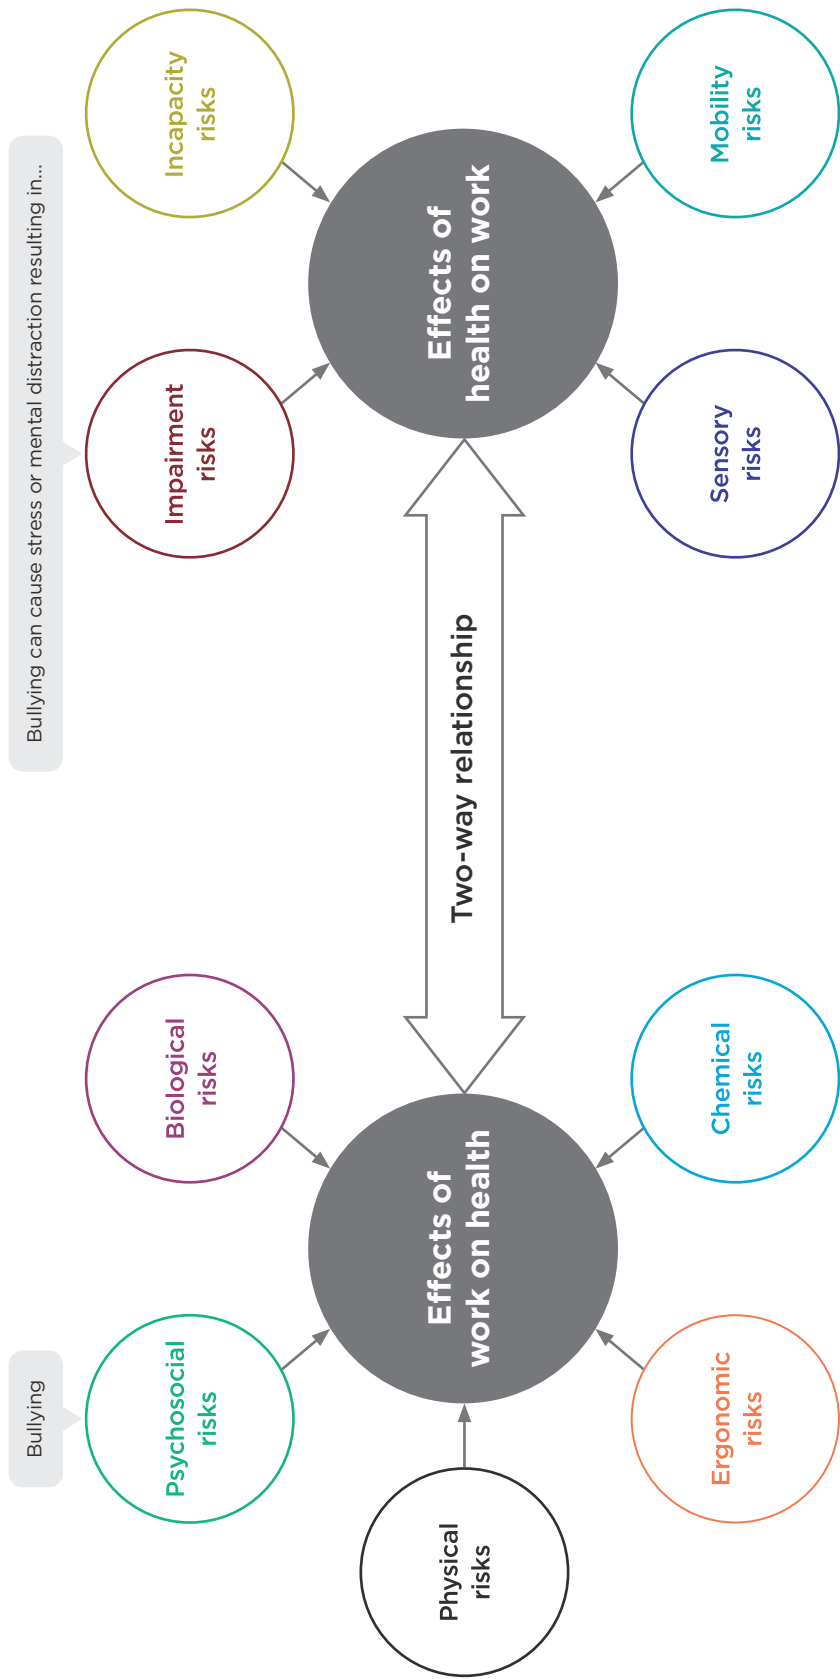 Bullying
Bullying can cause stress or mental distraction resulting in...
Psychosocial
risks
Biological
risks
Impairment
risks
Incapacity
risks
Physical
risks
Effects of
work on health
Two-way relationship
Effects of
health on work
Ergonomic
risks
Chemical
risks
Sensory
risks
Mobility
risks